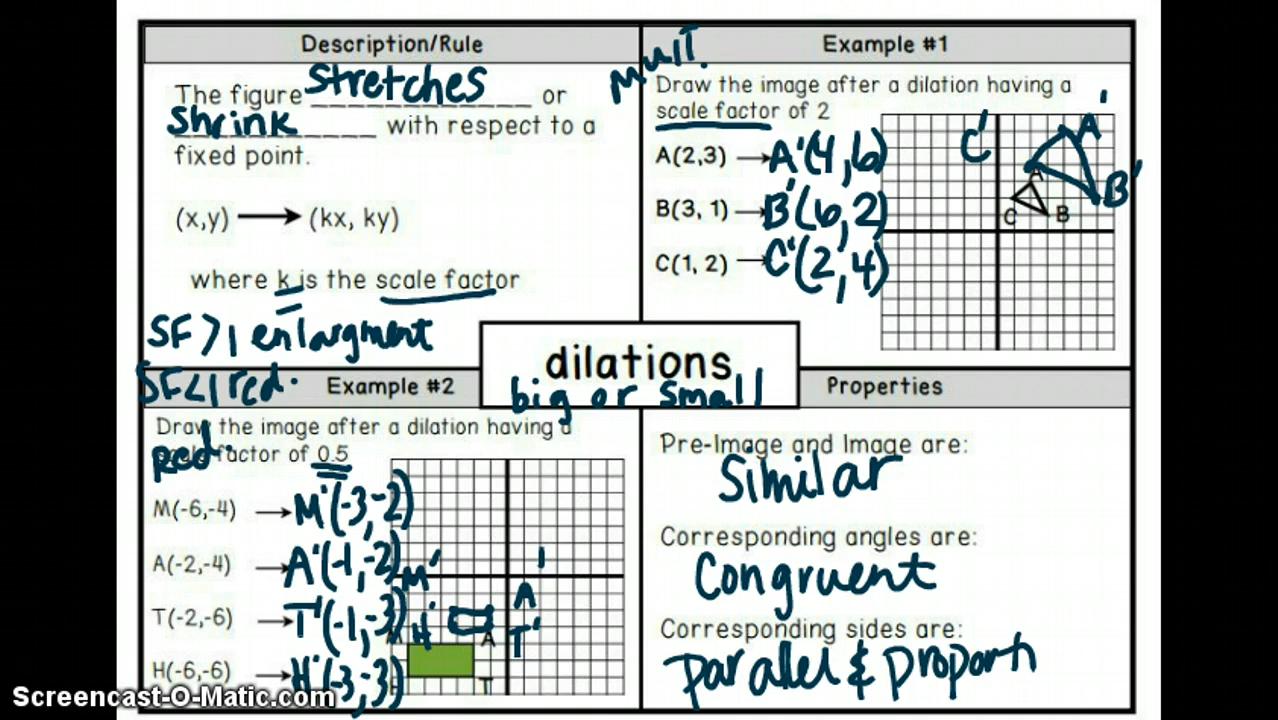 Description/Rule
The figure stretches or
shrink with respect to a
fixed point.
(x,y) → (kx, ky)
where k is the scale factor
SF >1 enlargment
SF<1 red.
Example #1
mult.
Draw the image after a dilation having a
scale factor of 2
A(2,3) → A'(4,6)
B(3, 1) → B'(6,2)
C(1, 2) → C'(2,4)
C' A'
B'
A
C B
dilations
big or small
Example #2
Draw the image after a dilation having a
red. factor of 0.5
M(-6,-4) → M'(-3,-2)
A(-2,-4) → A'(-1,-2)
T(-2,-6) → T'(-1,-3)
H(-6,-6) → H'(-3,-3)
M' A'
H' T'
M A
H T
Properties
Pre-Image and Image are:
Similar
Corresponding angles are:
Congruent
Corresponding sides are:
parallel & proporti
Screencast-O-Matic.com